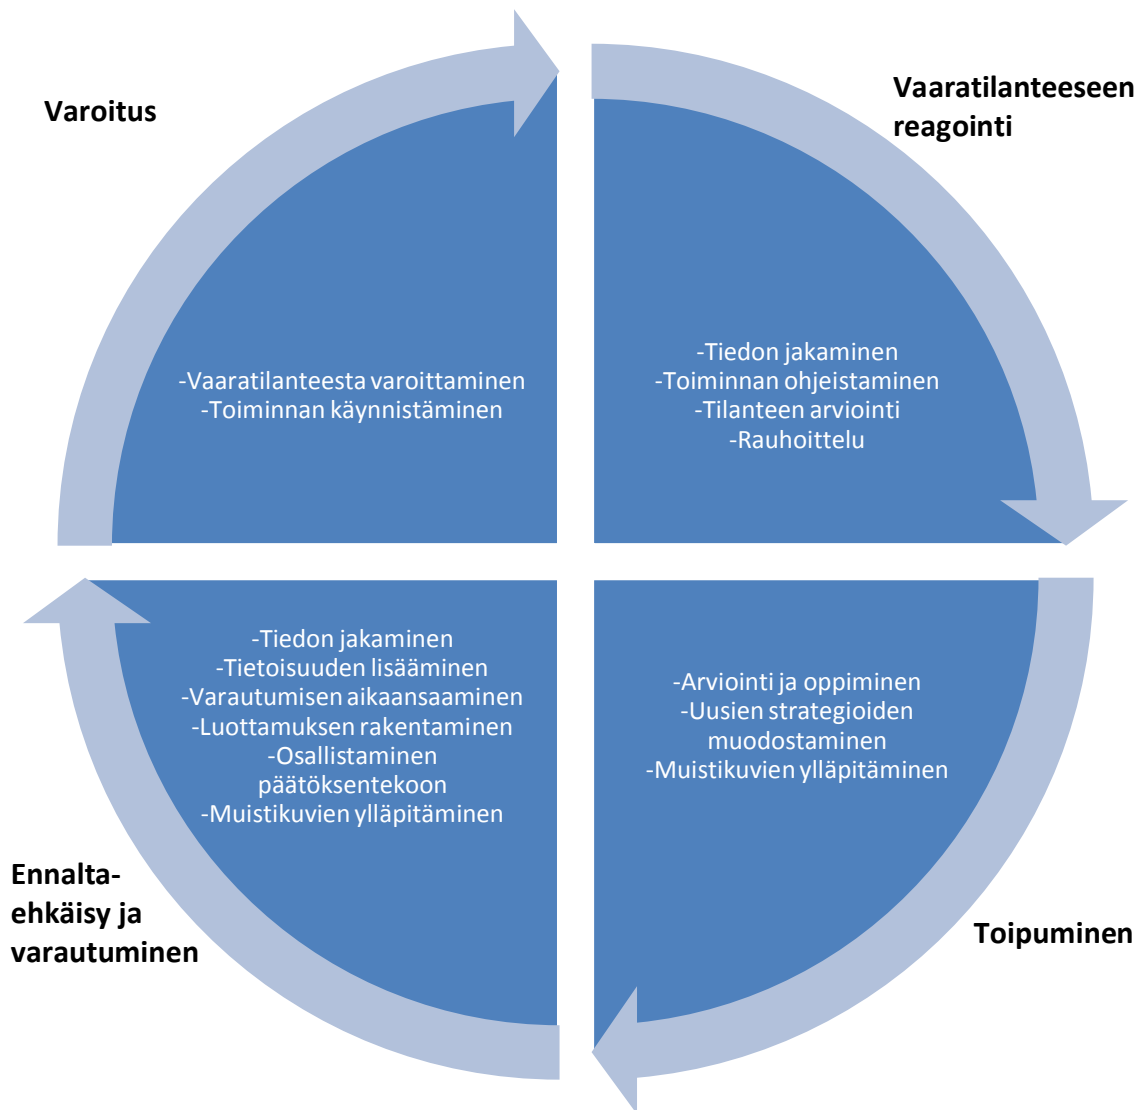 Varoitus
Vaaratilanteeseen
reagointi
-Vaaratilanteesta varoittaminen
-Toiminnan käynnistäminen
-Tiedon jakaminen
-Toiminnan ohjeistaminen
-Tilanteen arviointi
-Rauhoittelu
-Tiedon jakaminen
-Tietoisuuden lisääminen
-Varautumisen aikaansaaminen
-Luottamuksen rakentaminen
-Osallistaminen
päätöksentekoon
-Muistikuvien ylläpitäminen
-Arviointi ja oppiminen
-Uusien strategioiden
muodostaminen
-Muistikuvien ylläpitäminen
Ennalta-
ehkäisy ja
varautuminen
Toipuminen